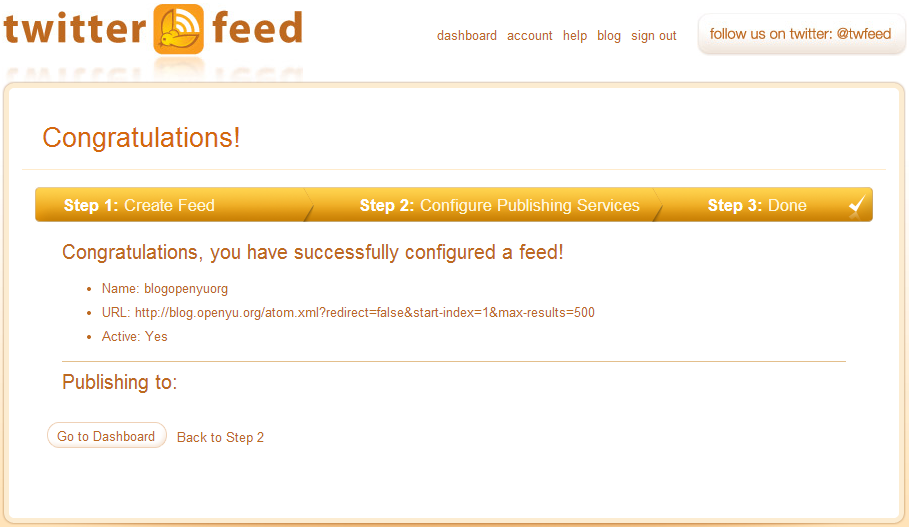 twitter feed
dashboard account help blog sign out
follow us on twitter: @twfeed
Congratulations!
Step 1: Create Feed
Step 2: Configure Publishing Services
Step 3: Done
Congratulations, you have successfully configured a feed!
Name: blogopenyuorg
URL: http://blog.openyu.org/atom.xml?redirect=false&start-index=1&max-results=500
Active: Yes
Publishing to:
Go to Dashboard Back to Step 2